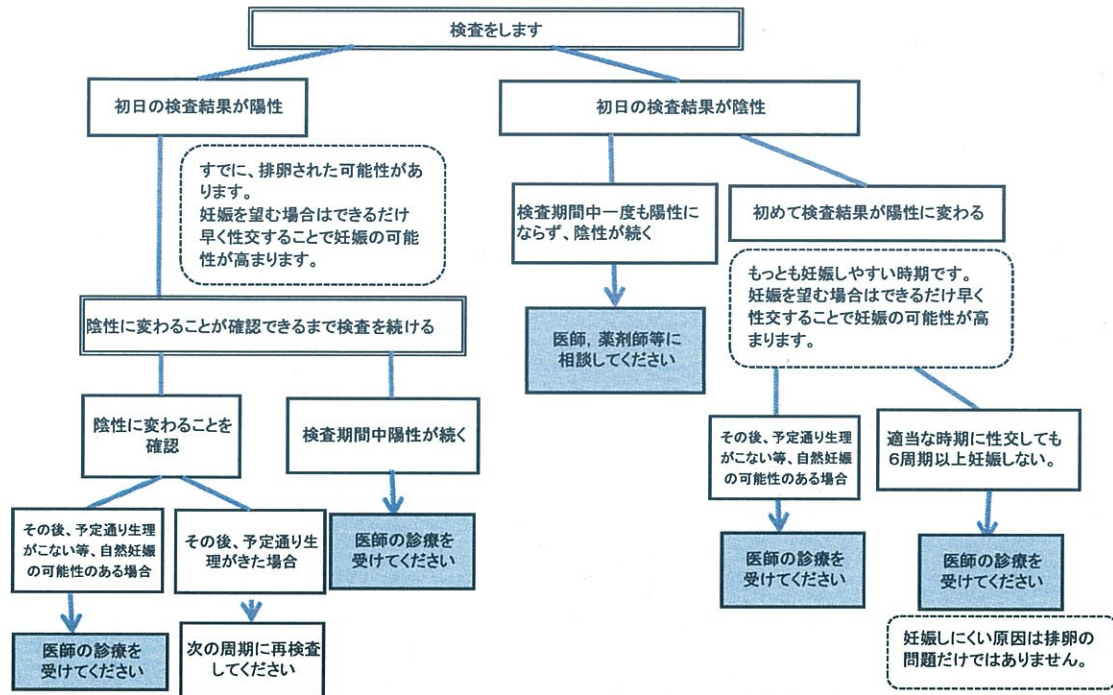 検査をします
初日の検査結果が陽性
初日の検査結果が陰性
すでに、排卵された可能性があ
ります。
妊娠を望む場合はできるだけ
早く性交することで妊娠の可能
性が高まります。
検査期間中一度も陽性に
ならず、陰性が続く
初めて検査結果が陽性に変わる
もっとも妊娠しやすい時期です。
妊娠を望む場合はできるだけ早く
性交することで妊娠の可能性が高
まります。
陰性に変わることが確認できるまで検査を続ける
医師，薬剤師等に
相談してください
陰性に変わることを
確認
検査期間中陽性が続く
その後、予定通り生理
がこない等、自然妊娠
の可能性のある場合
適当な時期に性交しても
6周期以上妊娠しない。
その後、予定通り生理
がこない等、自然妊娠
の可能性のある場合
その後、予定通り生
理がきた場合
医師の診療を
受けてください
医師の診療を
受けてください
医師の診療を
受けてください
医師の診療を
受けてください
次の周期に再検査
してください
妊娠しにくい原因は排卵の
問題だけではありません。